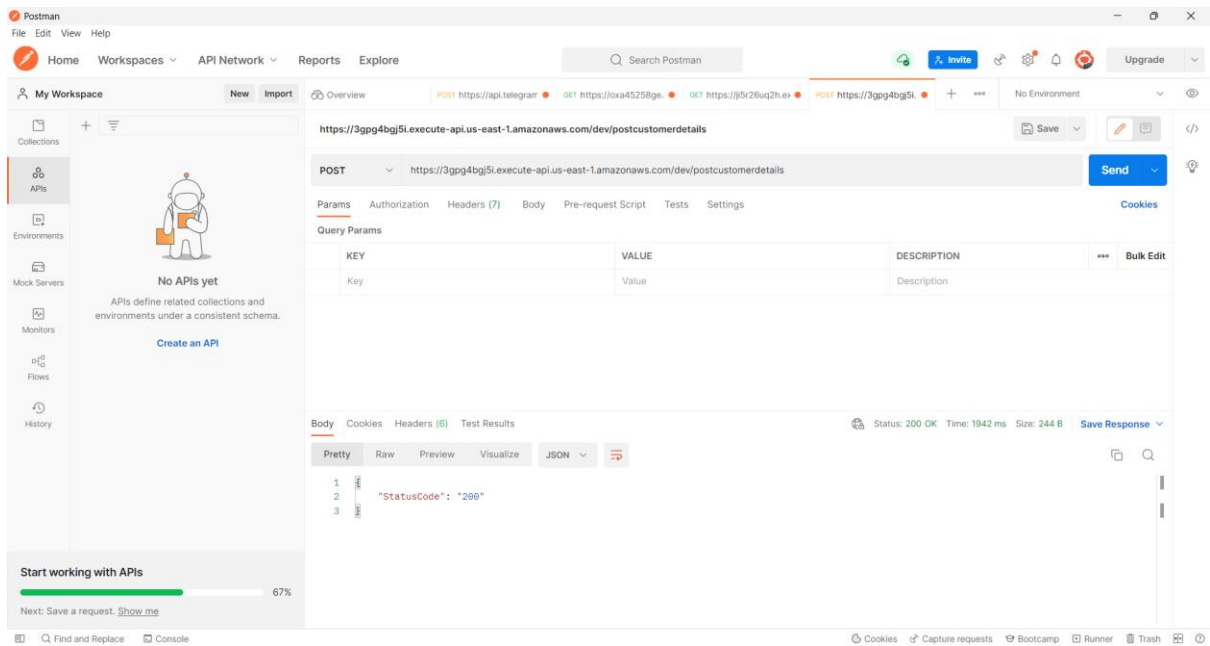 Postman
File Edit View Help
Home Workspaces API Network Reports Explore Search Postman Invite Upgrade
My Workspace New Import Overview POST https://api.telegram GET https://oxa45258ge. GET https://ji5r26uq2h.ex POST https://3gpg4bgj5i. No Environment
Collections
APIs
Environments
Mock Servers
Monitors
Flows
History
No APIs yet
APIs define related collections and
environments under a consistent schema.
Create an API
Start working with APIs
67%
Next: Save a request. Show me
https://3gpg4bgj5i.execute-api.us-east-1.amazonaws.com/dev/postcustomerdetails Save
POST https://3gpg4bgj5i.execute-api.us-east-1.amazonaws.com/dev/postcustomerdetails Send
Params Authorization Headers (7) Body Pre-request Script Tests Settings Cookies
Query Params
KEY VALUE DESCRIPTION Bulk Edit
Key Value Description
Body Cookies Headers (6) Test Results Status: 200 OK Time: 1942 ms Size: 244 B Save Response
Pretty Raw Preview Visualize JSON
1 {
2 "StatusCode": "200"
3 }
Find and Replace Console Cookies Capture requests Bootcamp Runner Trash